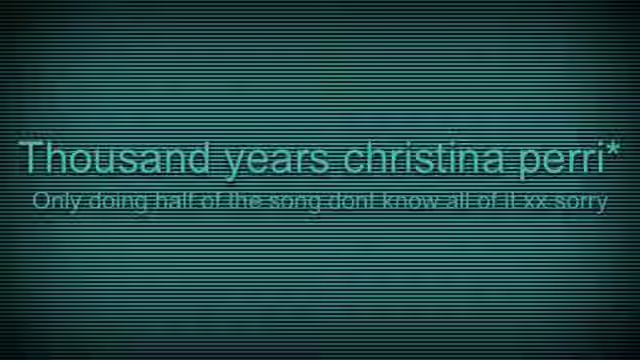 Thousand years christina perri*
Only doing half of the song dont know all of it xx sorry